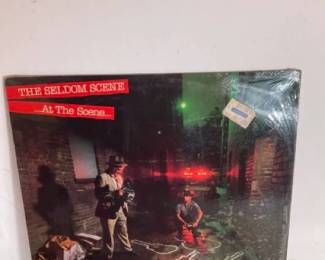 THE SELDOM SCENE
...At The Scene...